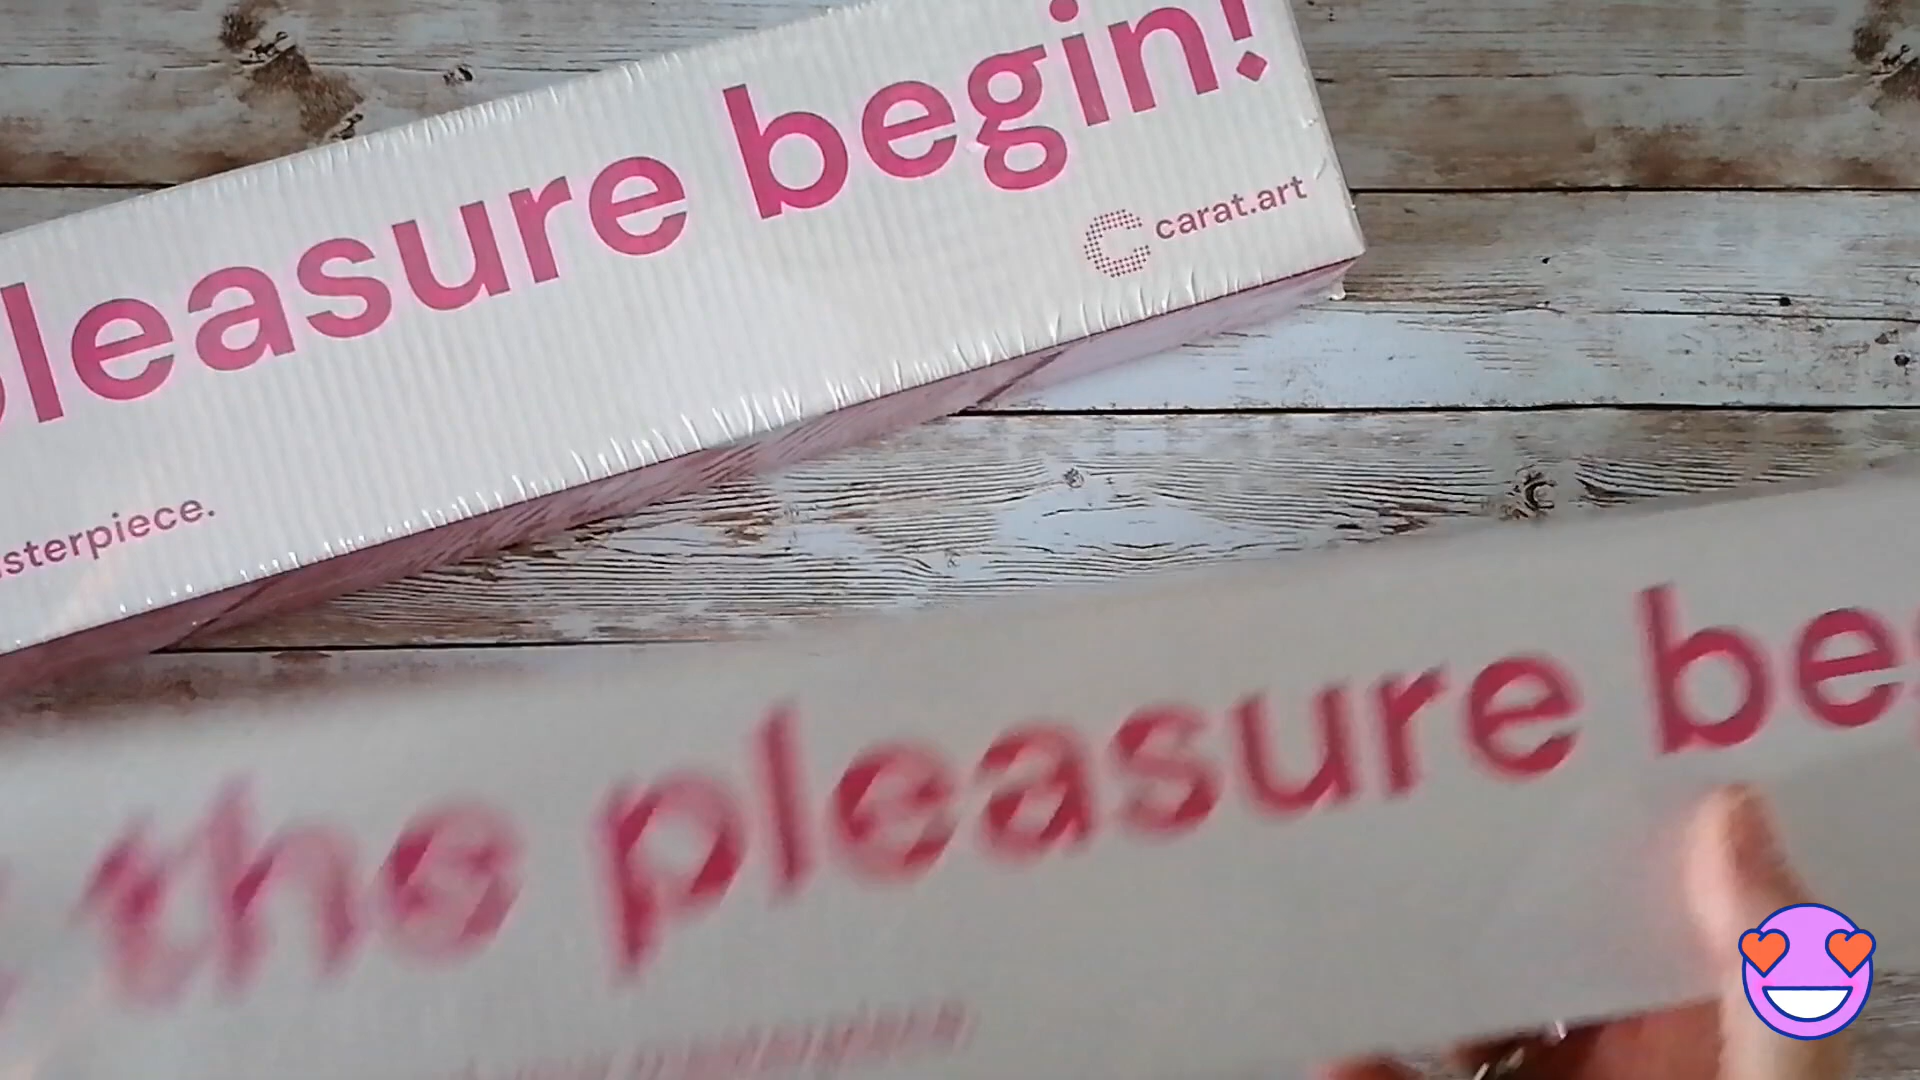 pleasure begin!
carat.art
sterpiece.
the pleasure be